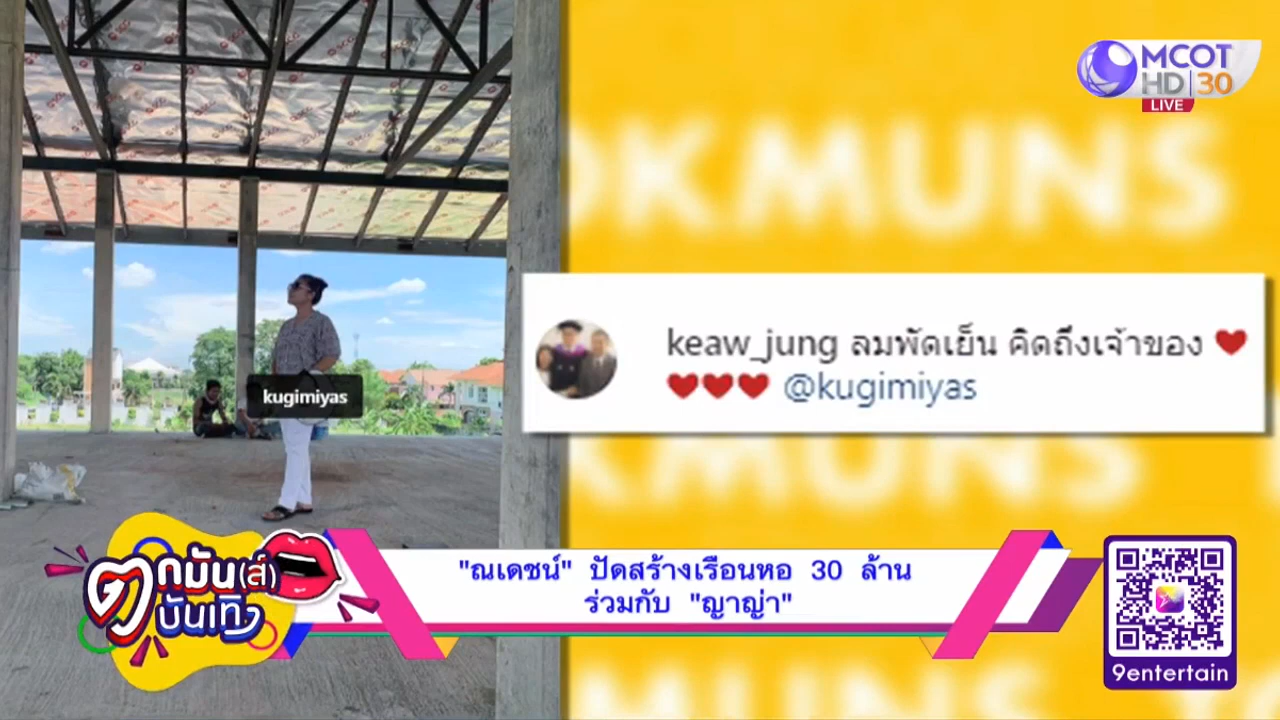 MCOT
HD 30
LIVE
OKMUNS
kugimiyas
keaw_jung ลมพัดเย็น คิดถึงเจ้าของ ❤
❤❤❤ @kugimiyas
KMUNS
ตกมัน(ส์)
บันเทิง
"ณเดชน์" ปัดสร้างเรือนหอ 30 ล้าน
ร่วมกับ "ญาญ่า"
9entertain